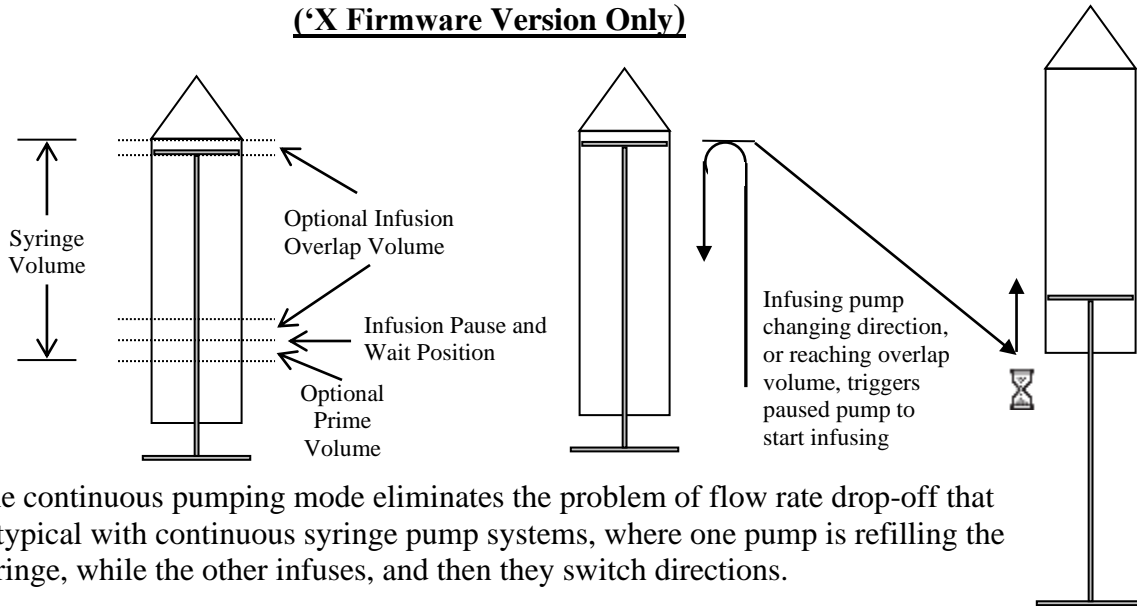 (‘X Firmware Version Only)
Syringe
Volume
Optional Infusion
Overlap Volume
Infusion Pause and
Wait Position
Optional
Prime
Volume
Infusing pump
changing direction,
or reaching overlap
volume, triggers
paused pump to
start infusing
continuous pumping mode eliminates the problem of flow rate drop-off that
typical with continuous syringe pump systems, where one pump is refilling the
while the other infuses, and then they switch directions.